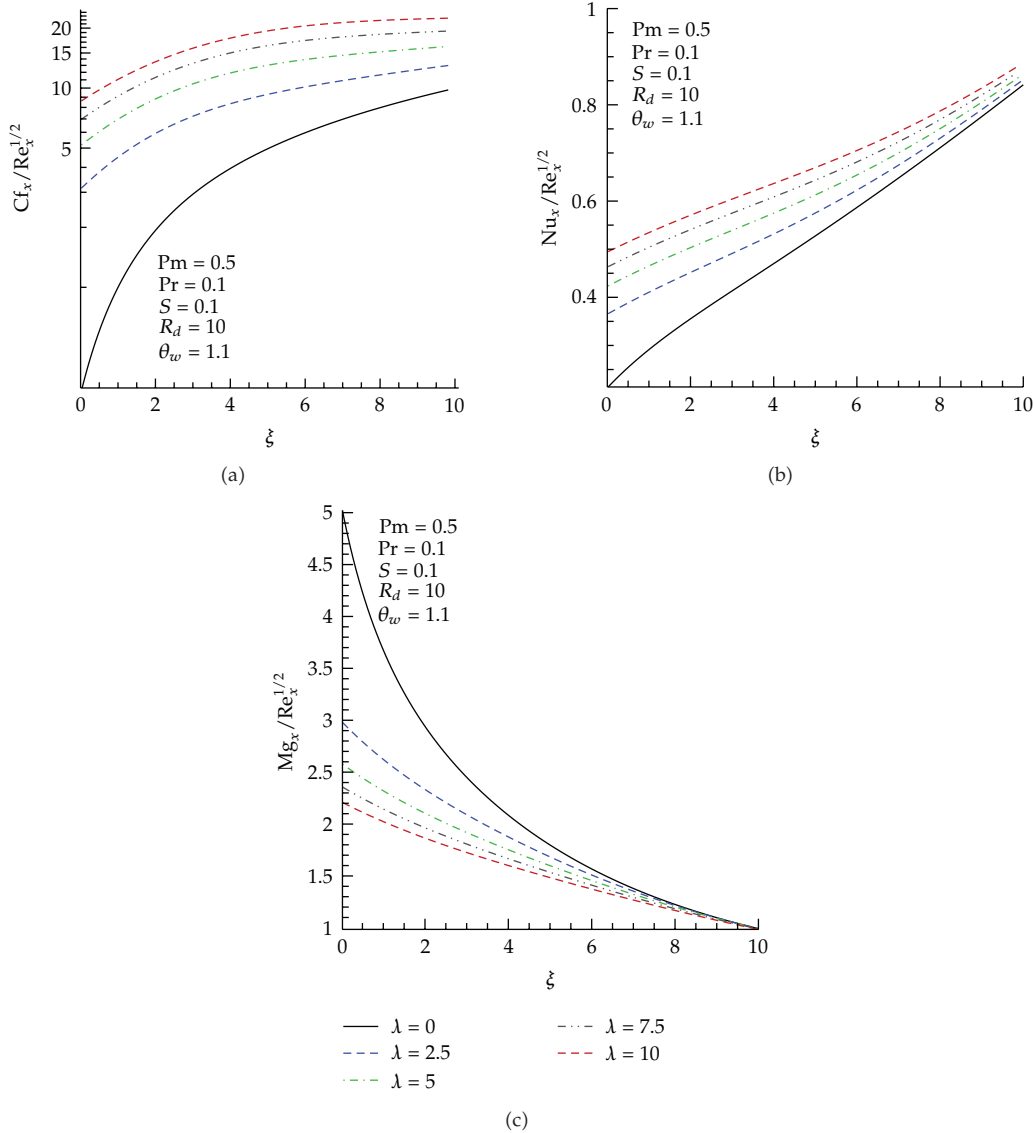 20
15
10
5
Cf_x/Re_x^{1/2}
Pm = 0.5
Pr = 0.1
S = 0.1
R_d = 10
θ_w = 1.1
0 2 4 6 8 10
ξ
(a)
1
0.8
0.6
0.4
Nu_x/Re_x^{1/2}
Pm = 0.5
Pr = 0.1
S = 0.1
R_d = 10
θ_w = 1.1
0 2 4 6 8 10
ξ
(b)
5
4.5
4
3.5
3
2.5
2
1.5
1
Mg_x/Re_x^{1/2}
Pm = 0.5
Pr = 0.1
S = 0.1
R_d = 10
θ_w = 1.1
0 2 4 6 8 10
ξ
λ = 0
λ = 2.5
λ = 5
λ = 7.5
λ = 10
(c)